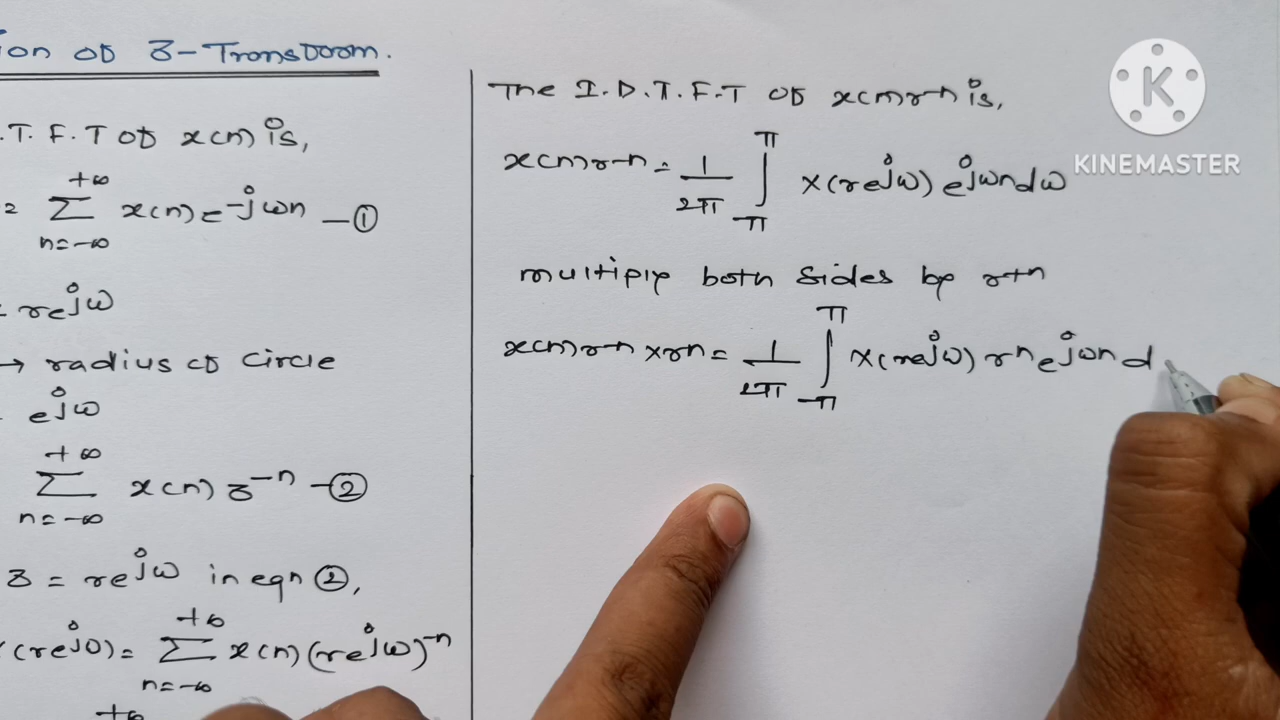 ion of Z-Transform.
.T.F.T of x(n) is,
= +∞ Σ n=-∞ x(n) e^-jωn - ①
= re^jω
→ radius of circle
e^jω
+∞ Σ n=-∞ x(n) z^-n - ②
z = re^jω in eqn ②,
x(re^jω) = +∞ Σ n=-∞ x(n) (re^jω)^-n
+∞
The I.D.T.F.T of x(n) r^-n is,
x(n) r^-n = 1/2π ∫ π -π x(re^jω) e^jωn dω
multiply both sides by r^+n
x(n) r^-n × r^n = 1/2π ∫ π -π x(re^jω) r^n e^jωn d
KINEMASTER